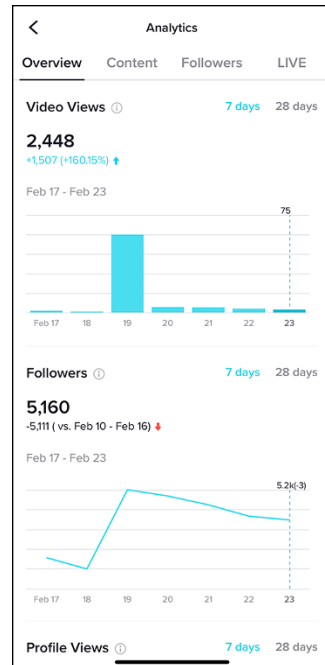 Analytics
Overview Content Followers LIVE
Video Views 7 days 28 days
2,448
+1,507 (+160.15%)
Feb 17 - Feb 23
75
Feb 17 18 19 20 21 22 23
Followers 7 days 28 days
5,160
-5,111 ( vs. Feb 10 - Feb 16)
Feb 17 - Feb 23
5.2k(-3)
Feb 17 18 19 20 21 22 23
Profile Views 7 days 28 days